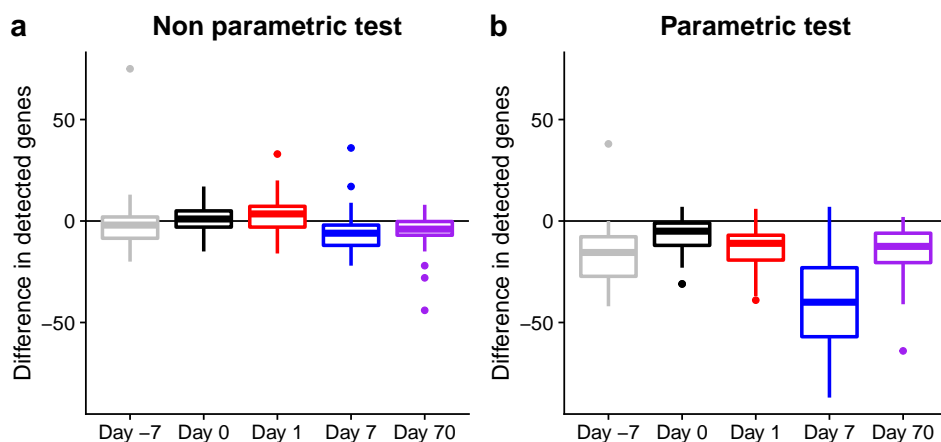 a
Non parametric test
Difference in detected genes
50
0
−50
Day −7
Day 0
Day 1
Day 7
Day 70
b
Parametric test
Difference in detected genes
50
0
−50
Day −7
Day 0
Day 1
Day 7
Day 70